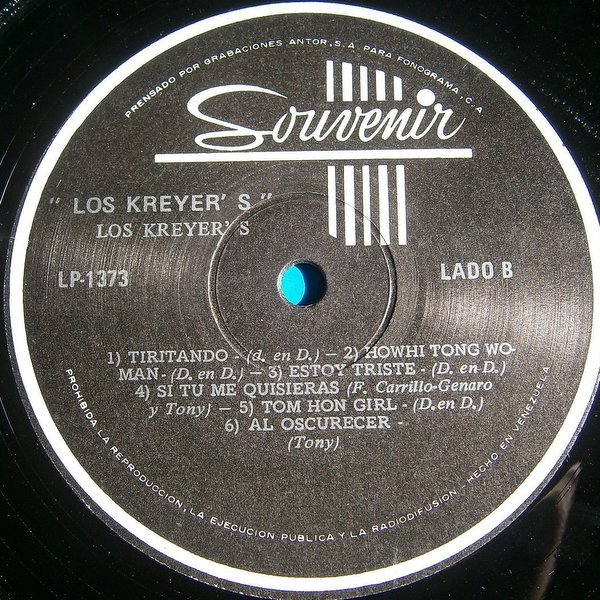 PRENSADO POR GRABACIONES ANTOR, S.A. PARA FONOGRAMA, C.A.
Souvenir
" LOS KREYER' S "
LOS KREYER' S
LP-1373
LADO B
1) TIRITANDO - (d. en D.) — 2) HOWHI TONG WO-
MAN- (D. en D.) — 3) ESTOY TRISTE - (D. en D.)
4) SI TU ME QUISIERAS (F. Carrillo-Genaro
y Tony) — 5) TOM HON GIRL - (D.en D.)
6) AL OSCURECER -
(Tony)
PROHIBIDA LA REPRODUCCION, LA EJECUCION PUBLICA Y LA RADIODIFUSION - HECHO EN VENEZUELA